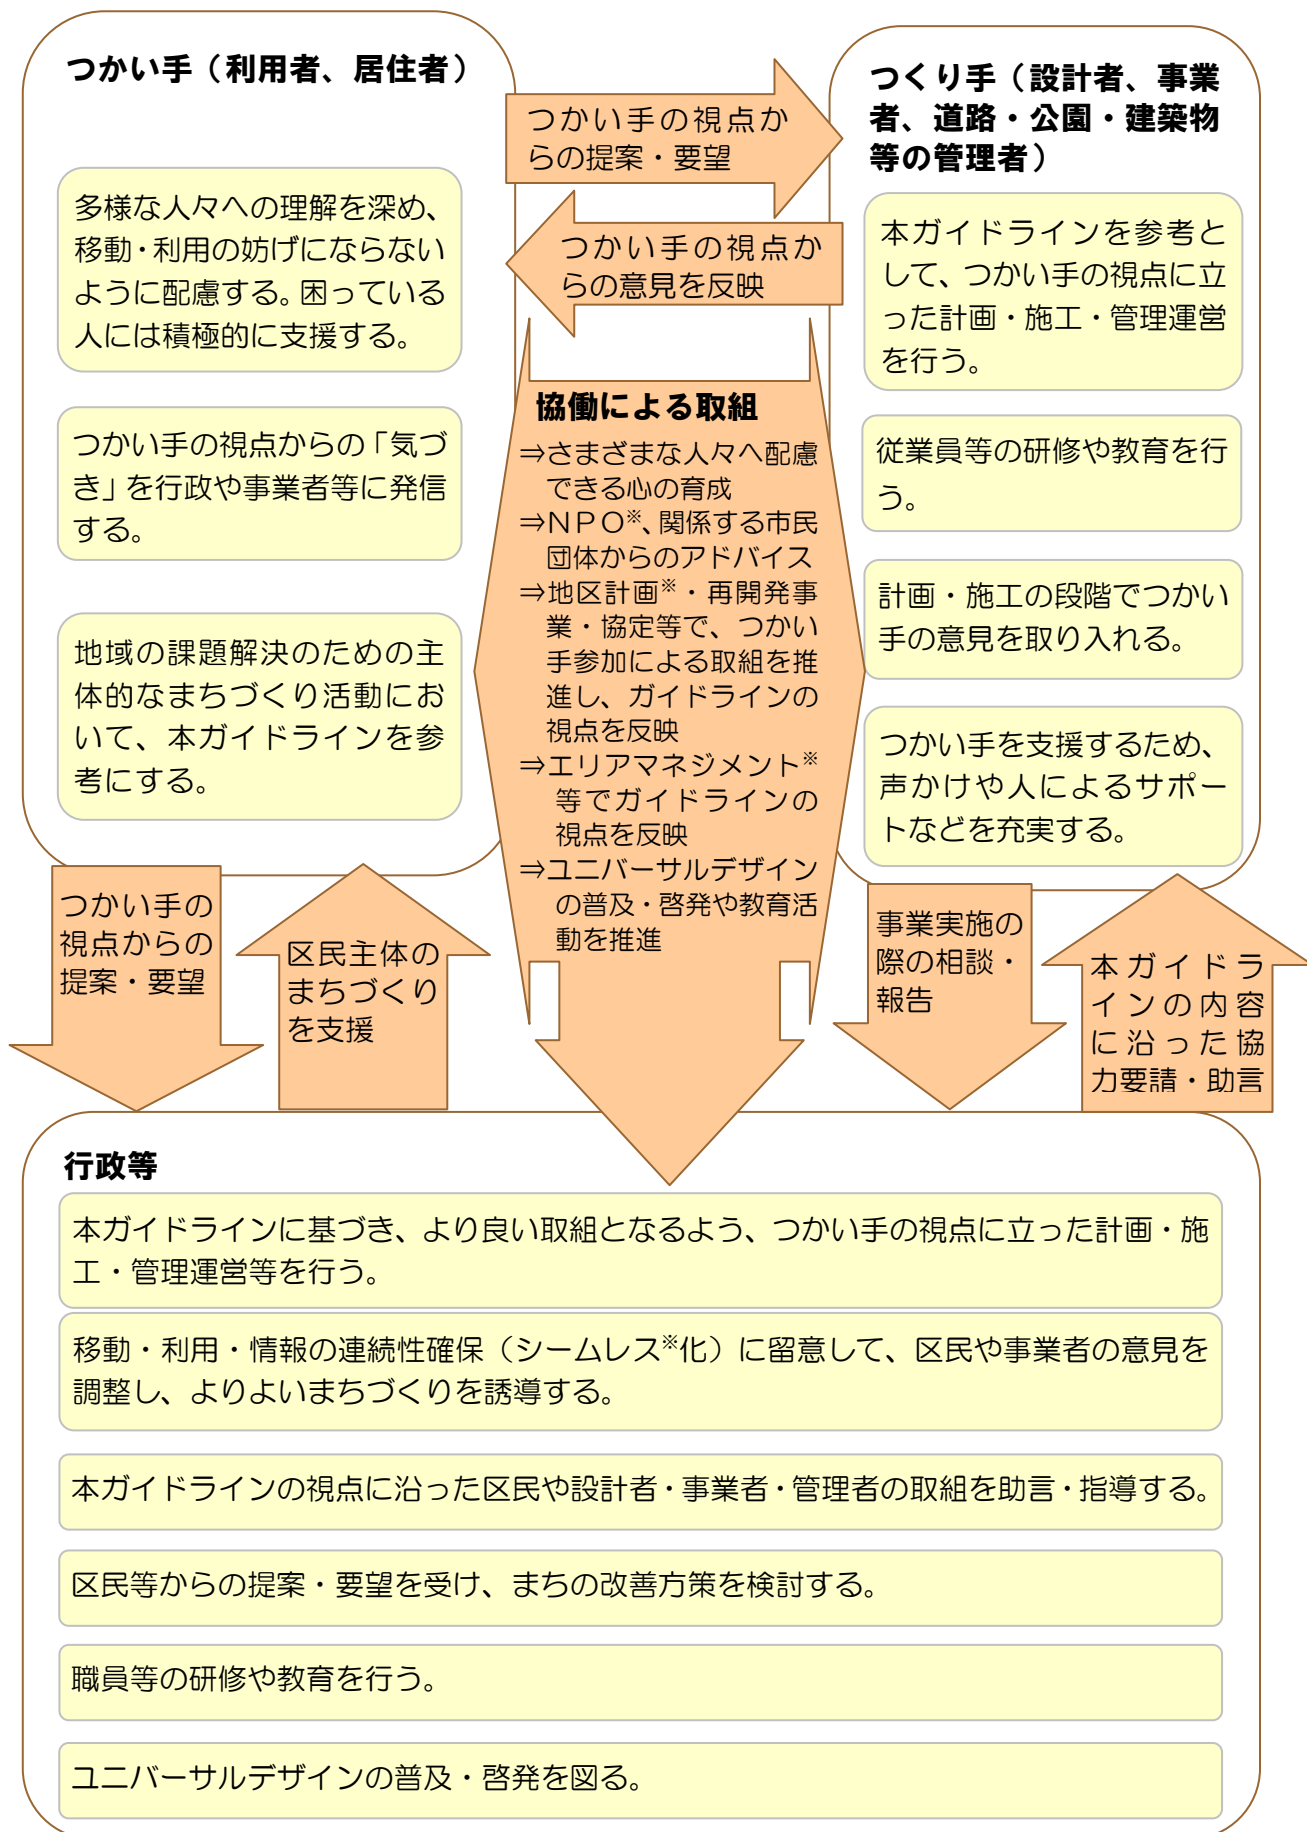 つかい手（利用者、居住者）
多様な人々への理解を深め、
移動・利用の妨げにならない
ように配慮する。困っている
人には積極的に支援する。
つかい手の視点からの「気づ
き」を行政や事業者等に発信
する。
地域の課題解決のための主
体的なまちづくり活動にお
いて、本ガイドラインを参
考にする。
つかい手の視点か
らの提案・要望
つかい手の視点か
らの意見を反映
つくり手（設計者、事業
者、道路・公園・建築物
等の管理者）
本ガイドラインを参考と
して、つかい手の視点に立
った計画・施工・管理運営
を行う。
従業員等の研修や教育を行
う。
計画・施工の段階でつかい
手の意見を取り入れる。
つかい手を支援するため、
声かけや人によるサポー
トなどを充実する。
協働による取組
⇒さまざまな人々へ配慮
できる心の育成
⇒ＮＰＯ※、関係する市民
団体からのアドバイス
⇒地区計画※・再開発事
業・協定等で、つかい
手参加による取組を推
進し、ガイドラインの
視点を反映
⇒エリアマネジメント※
等でガイドラインの
視点を反映
⇒ユニバーサルデザイン
の普及・啓発や教育活
動を推進
つかい手の
視点からの
提案・要望
区民主体の
まちづくり
を支援
事業実施の
際の相談・
報告
本ガイドラ
インの内容
に沿った協
力要請・助言
行政等
本ガイドラインに基づき、より良い取組となるよう、つかい手の視点に立った計画・施
工・管理運営等を行う。
移動・利用・情報の連続性確保（シームレス※化）に留意して、区民や事業者の意見を
調整し、よりよいまちづくりを誘導する。
本ガイドラインの視点に沿った区民や設計者・事業者・管理者の取組を助言・指導する。
区民等からの提案・要望を受け、まちの改善方策を検討する。
職員等の研修や教育を行う。
ユニバーサルデザインの普及・啓発を図る。